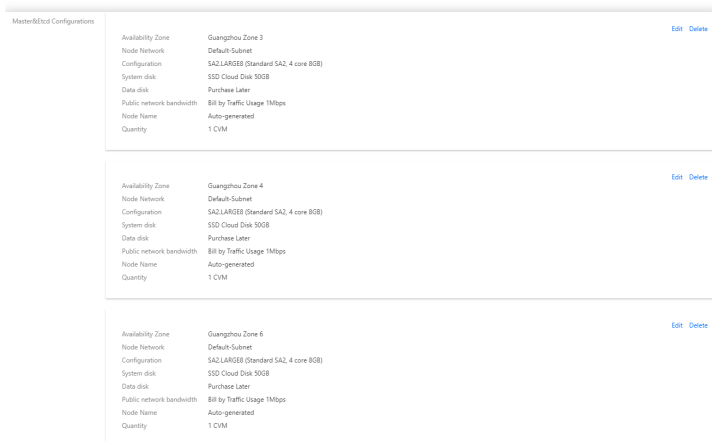 Master&Etcd Configurations
Edit Delete
Availability Zone Guangzhou Zone 3
Node Network Default-Subnet
Configuration SA2.LARGE8 (Standard SA2, 4 core 8GB)
System disk SSD Cloud Disk 50GB
Data disk Purchase Later
Public network bandwidth Bill by Traffic Usage 1Mbps
Node Name Auto-generated
Quantity 1 CVM
Edit Delete
Availability Zone Guangzhou Zone 4
Node Network Default-Subnet
Configuration SA2.LARGE8 (Standard SA2, 4 core 8GB)
System disk SSD Cloud Disk 50GB
Data disk Purchase Later
Public network bandwidth Bill by Traffic Usage 1Mbps
Node Name Auto-generated
Quantity 1 CVM
Edit Delete
Availability Zone Guangzhou Zone 6
Node Network Default-Subnet
Configuration SA2.LARGE8 (Standard SA2, 4 core 8GB)
System disk SSD Cloud Disk 50GB
Data disk Purchase Later
Public network bandwidth Bill by Traffic Usage 1Mbps
Node Name Auto-generated
Quantity 1 CVM